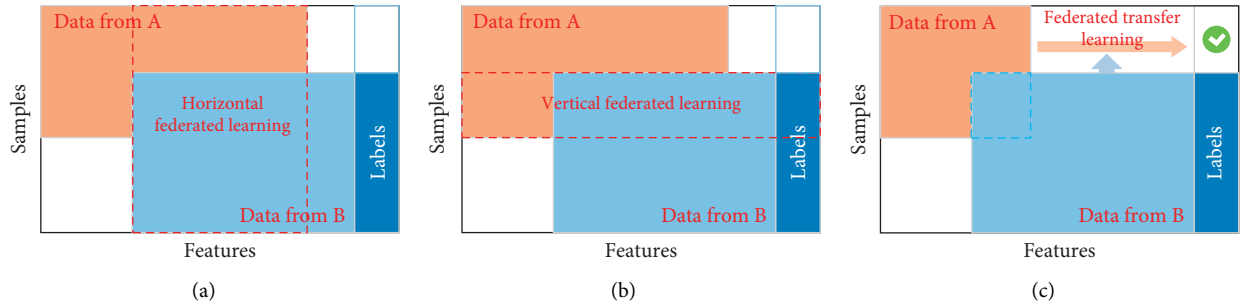 Data from A
Horizontal
federated learning
Samples
Labels
Data from B
Features
(a)
Data from A
Vertical federated learning
Samples
Labels
Data from B
Features
(b)
Data from A
Federated transfer
learning
Samples
Labels
Data from B
Features
(c)